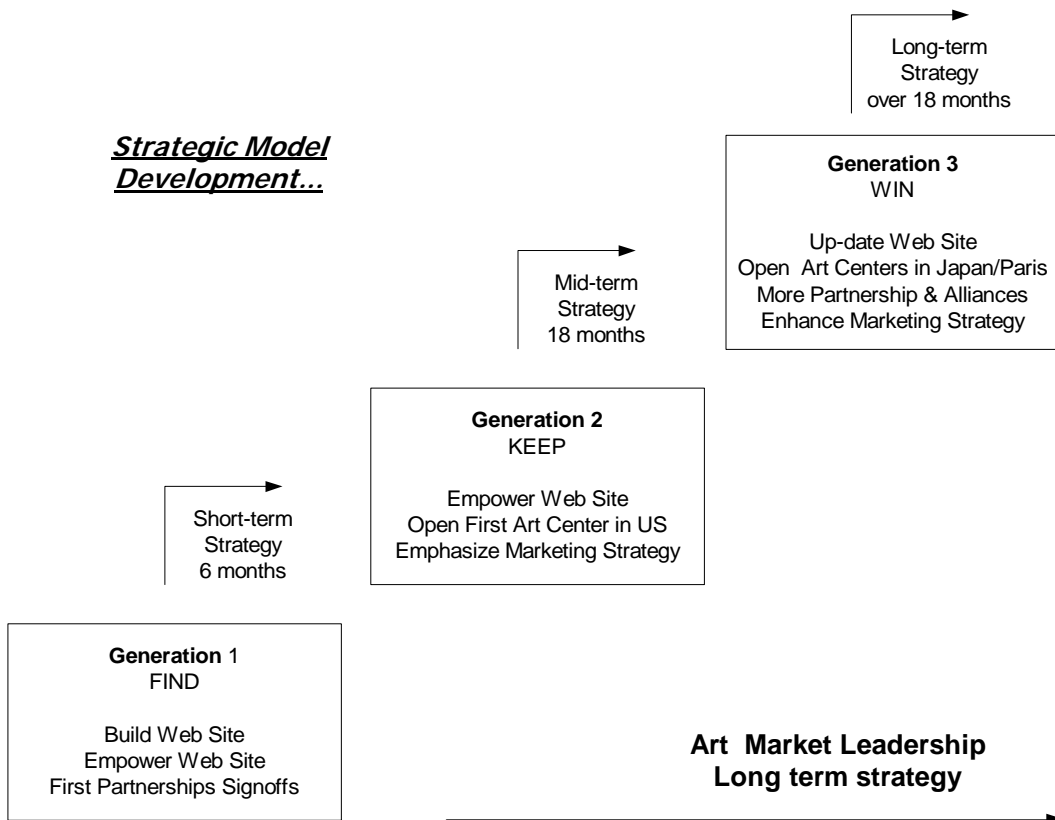 Strategic Model
Development...
Long-term
Strategy
over 18 months
Generation 3
WIN
Up-date Web Site
Open Art Centers in Japan/Paris
More Partnership & Alliances
Enhance Marketing Strategy
Mid-term
Strategy
18 months
Generation 2
KEEP
Empower Web Site
Open First Art Center in US
Emphasize Marketing Strategy
Short-term
Strategy
6 months
Generation 1
FIND
Build Web Site
Empower Web Site
First Partnerships Signoffs
Art Market Leadership
Long term strategy